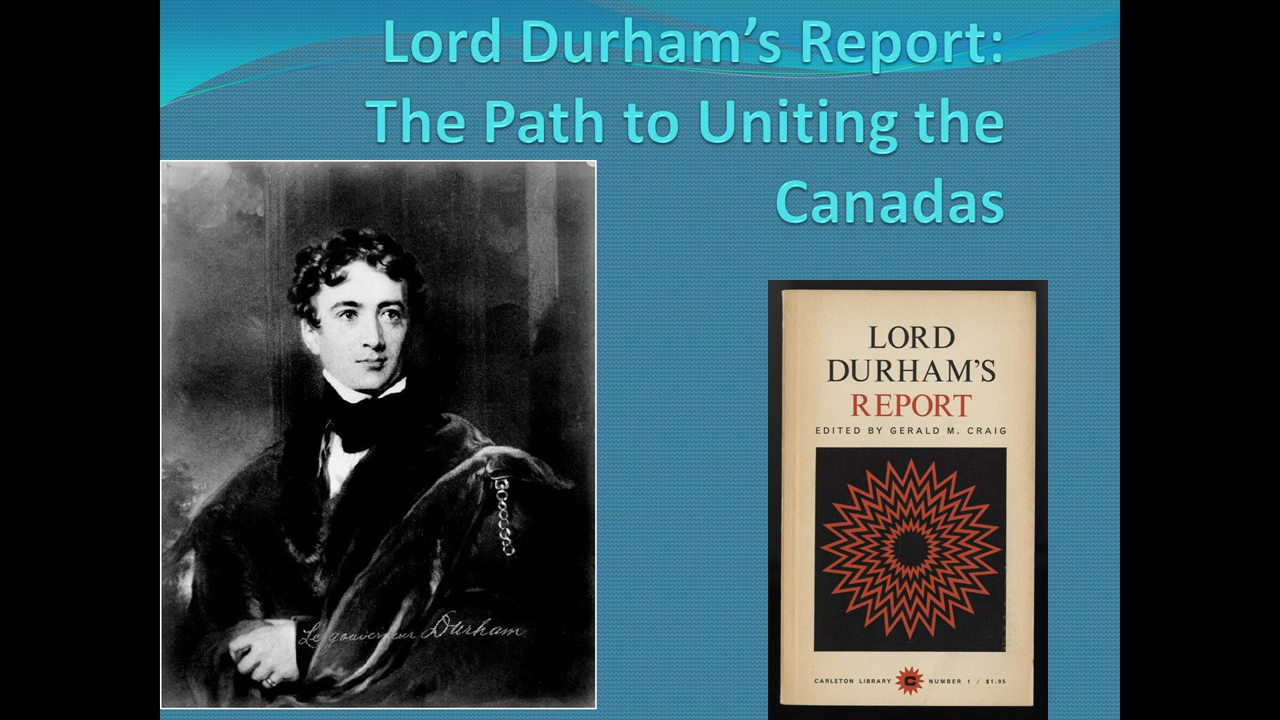 Lord Durham’s Report:
The Path to Uniting the
Canadas
LORD
DURHAM'S
REPORT
EDITED BY GERALD M. CRAIG
CARLETON LIBRARY C NUMBER 1 / $1.95
Le gouverneur Durham